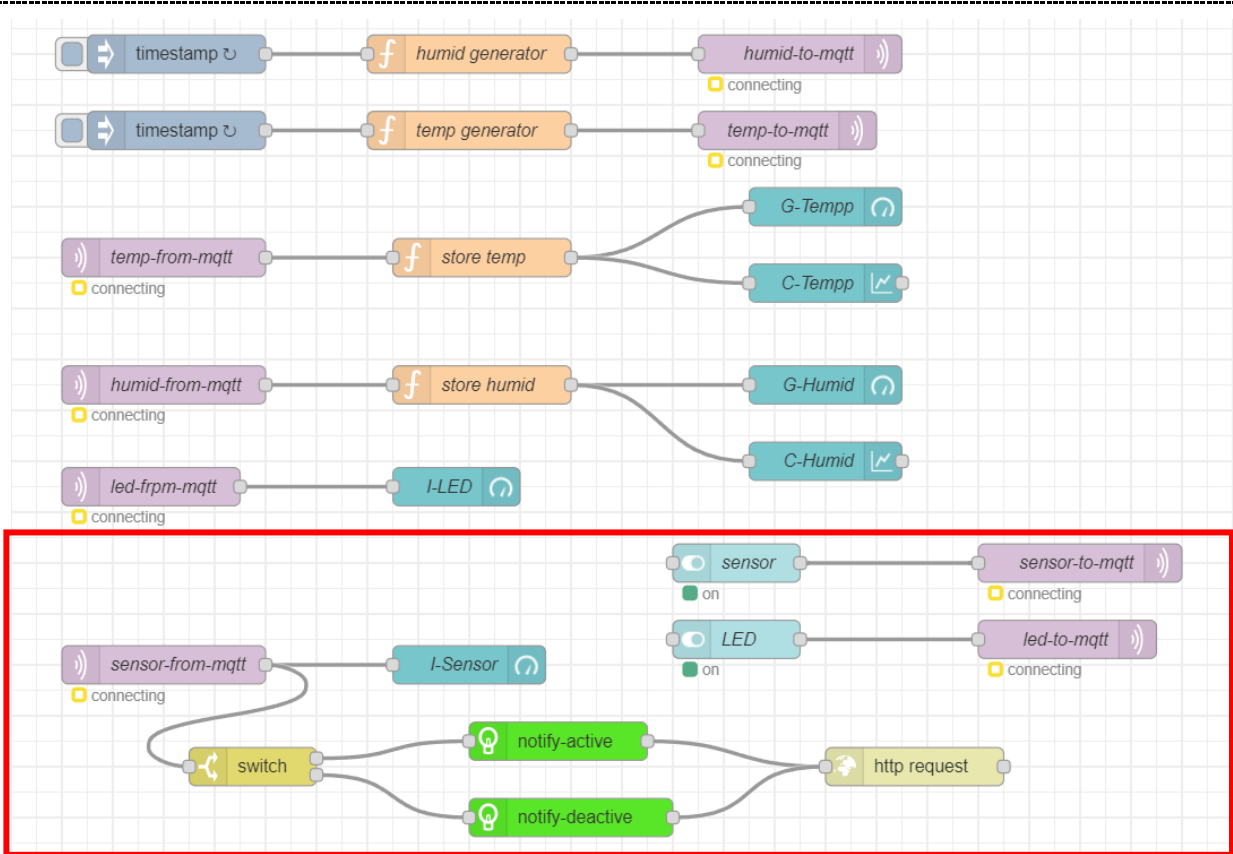 timestamp ↻ humid generator humid-to-mqtt
connecting
timestamp ↻ temp generator temp-to-mqtt
connecting
G-Tempp
temp-from-mqtt store temp
connecting
C-Tempp
humid-from-mqtt store humid G-Humid
connecting
C-Humid
led-frpm-mqtt I-LED
connecting
sensor sensor-to-mqtt
on connecting
LED led-to-mqtt
on connecting
sensor-from-mqtt I-Sensor
connecting
notify-active
switch http request
notify-deactive